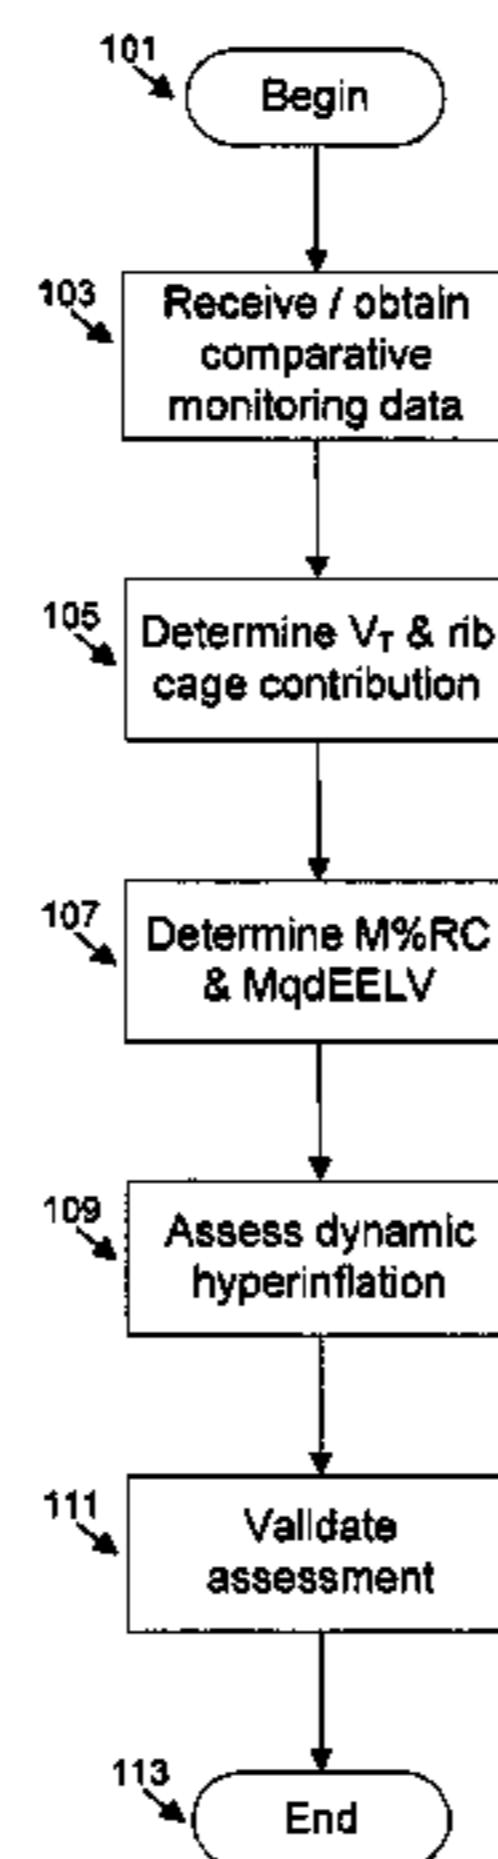 101
Begin
103
Receive / obtain
comparative
monitoring data
105
Determine V_T & rib
cage contribution
107
Determine M%RC
& MqdEELV
109
Assess dynamic
hyperinflation
111
Validate
assessment
113
End